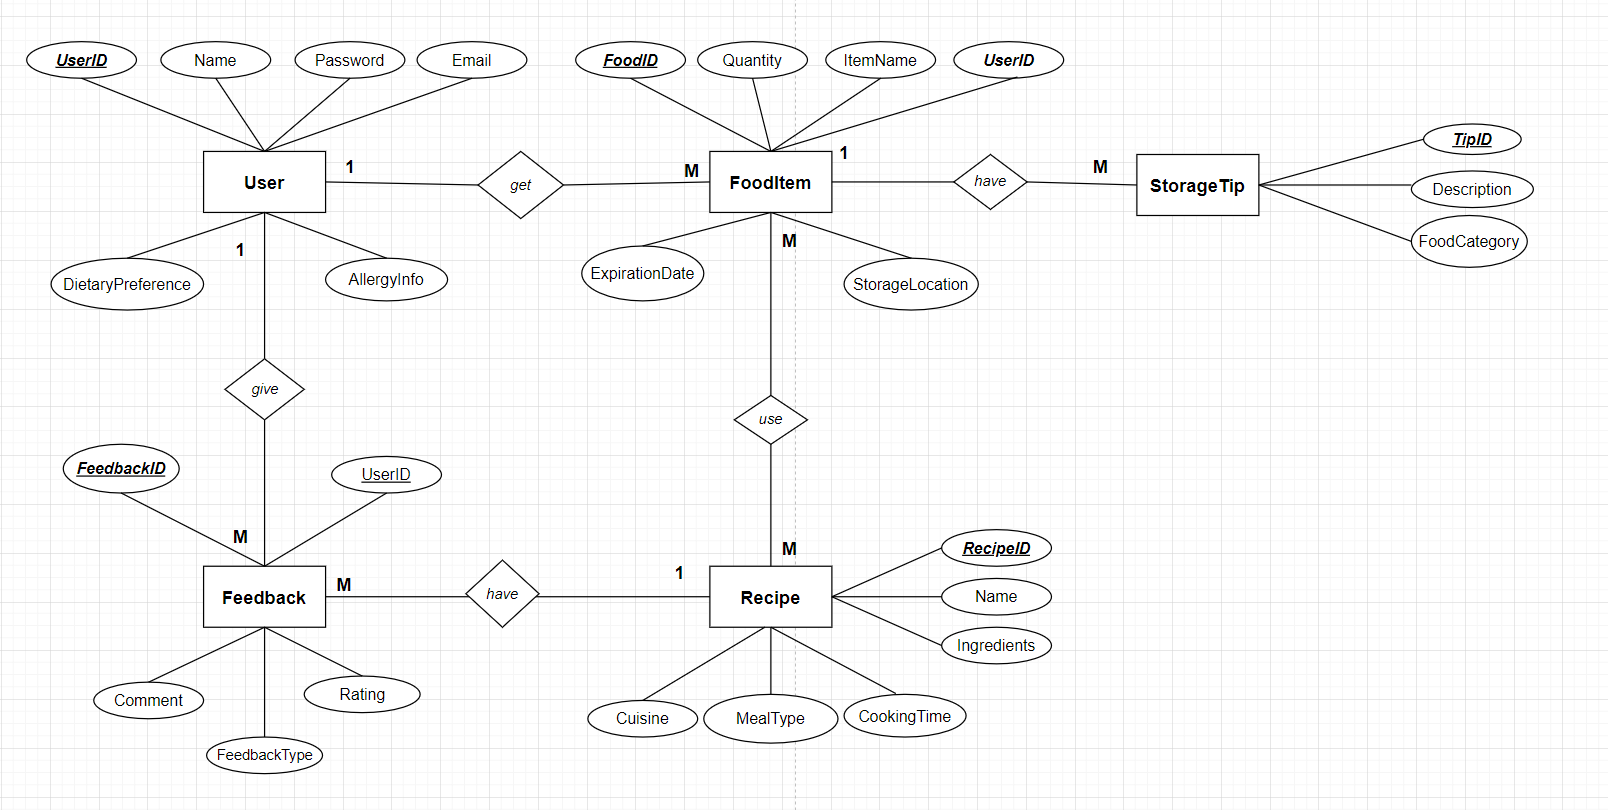 UserID
Name
Password
Email
FoodID
Quantity
ItemName
UserID
TipID
1
User
get
M
FoodItem
1
have
M
StorageTip
Description
FoodCategory
1
DietaryPreference
AllergyInfo
M
ExpirationDate
StorageLocation
give
use
FeedbackID
UserID
M
M
RecipeID
Feedback
M
have
1
Recipe
Name
Ingredients
Comment
Rating
FeedbackType
Cuisine
MealType
CookingTime